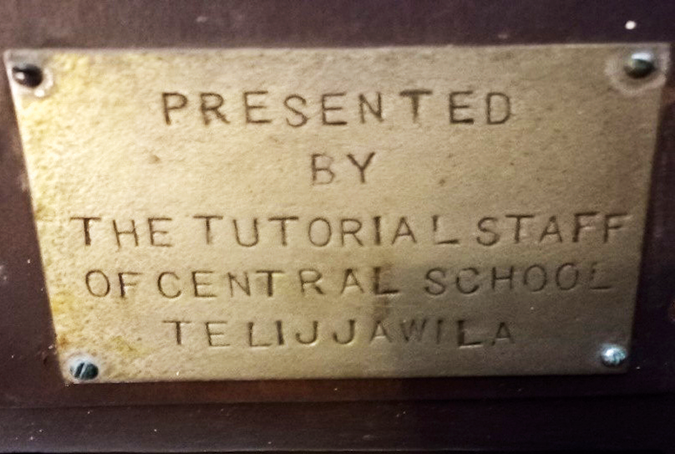 PRESENTED
BY
THE TUTORIAL STAFF
OF CENTRAL SCHOOL
TELIJJAWILA